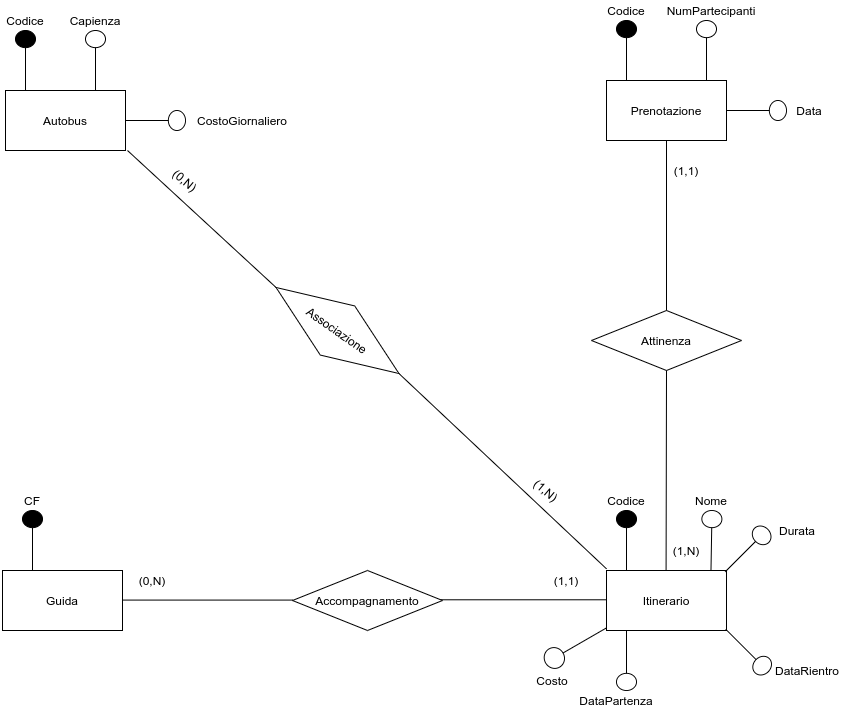 Codice
Capienza
Autobus
CostoGiornaliero
(0,N)
Codice
NumPartecipanti
Prenotazione
Data
(1,1)
Associazione
Attinenza
(1,N)
(1,N)
CF
Guida
(0,N)
Accompagnamento
(1,1)
Codice
Nome
Durata
Itinerario
Costo
DataPartenza
DataRientro